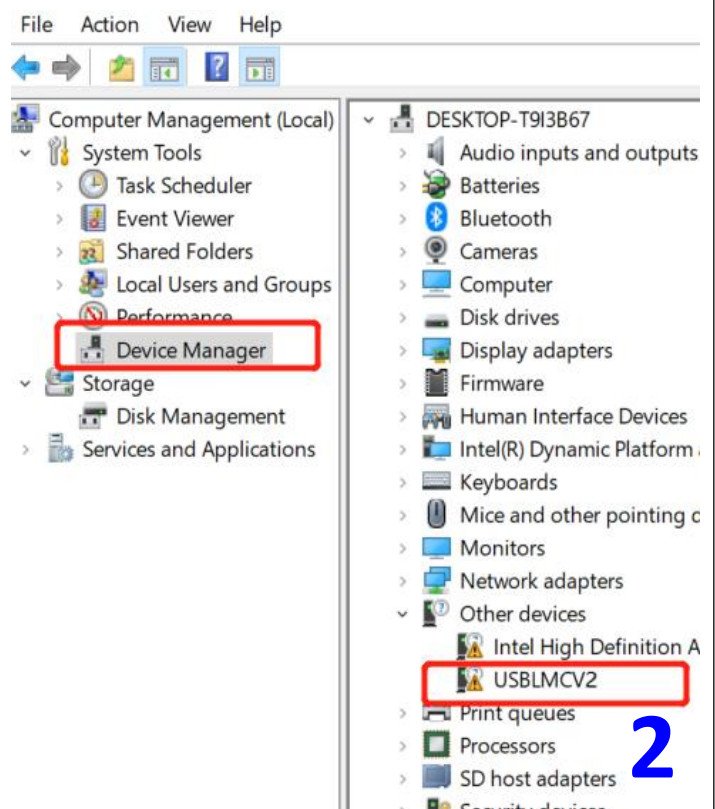 File Action View Help
Computer Management (Local)
System Tools
Task Scheduler
Event Viewer
Shared Folders
Local Users and Groups
Performance
Device Manager
Storage
Disk Management
Services and Applications
DESKTOP-T9I3B67
Audio inputs and outputs
Batteries
Bluetooth
Cameras
Computer
Disk drives
Display adapters
Firmware
Human Interface Devices
Intel(R) Dynamic Platform
Keyboards
Mice and other pointing
Monitors
Network adapters
Other devices
Intel High Definition A
USBLMCV2
Print queues
Processors
SD host adapters
Security devices
2